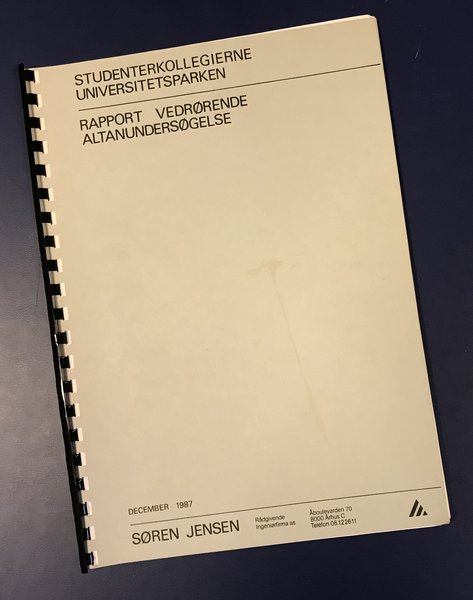 STUDENTERKOLLEGIERNE
UNIVERSITETSPARKEN
RAPPORT VEDRØRENDE
ALTANUNDERSØGELSE
DECEMBER 1987
SØREN JENSEN
Rådgivende
Ingeniørfirma as
Åboulevarden 70
8000 Århus C
Telefon 06.12 26 11